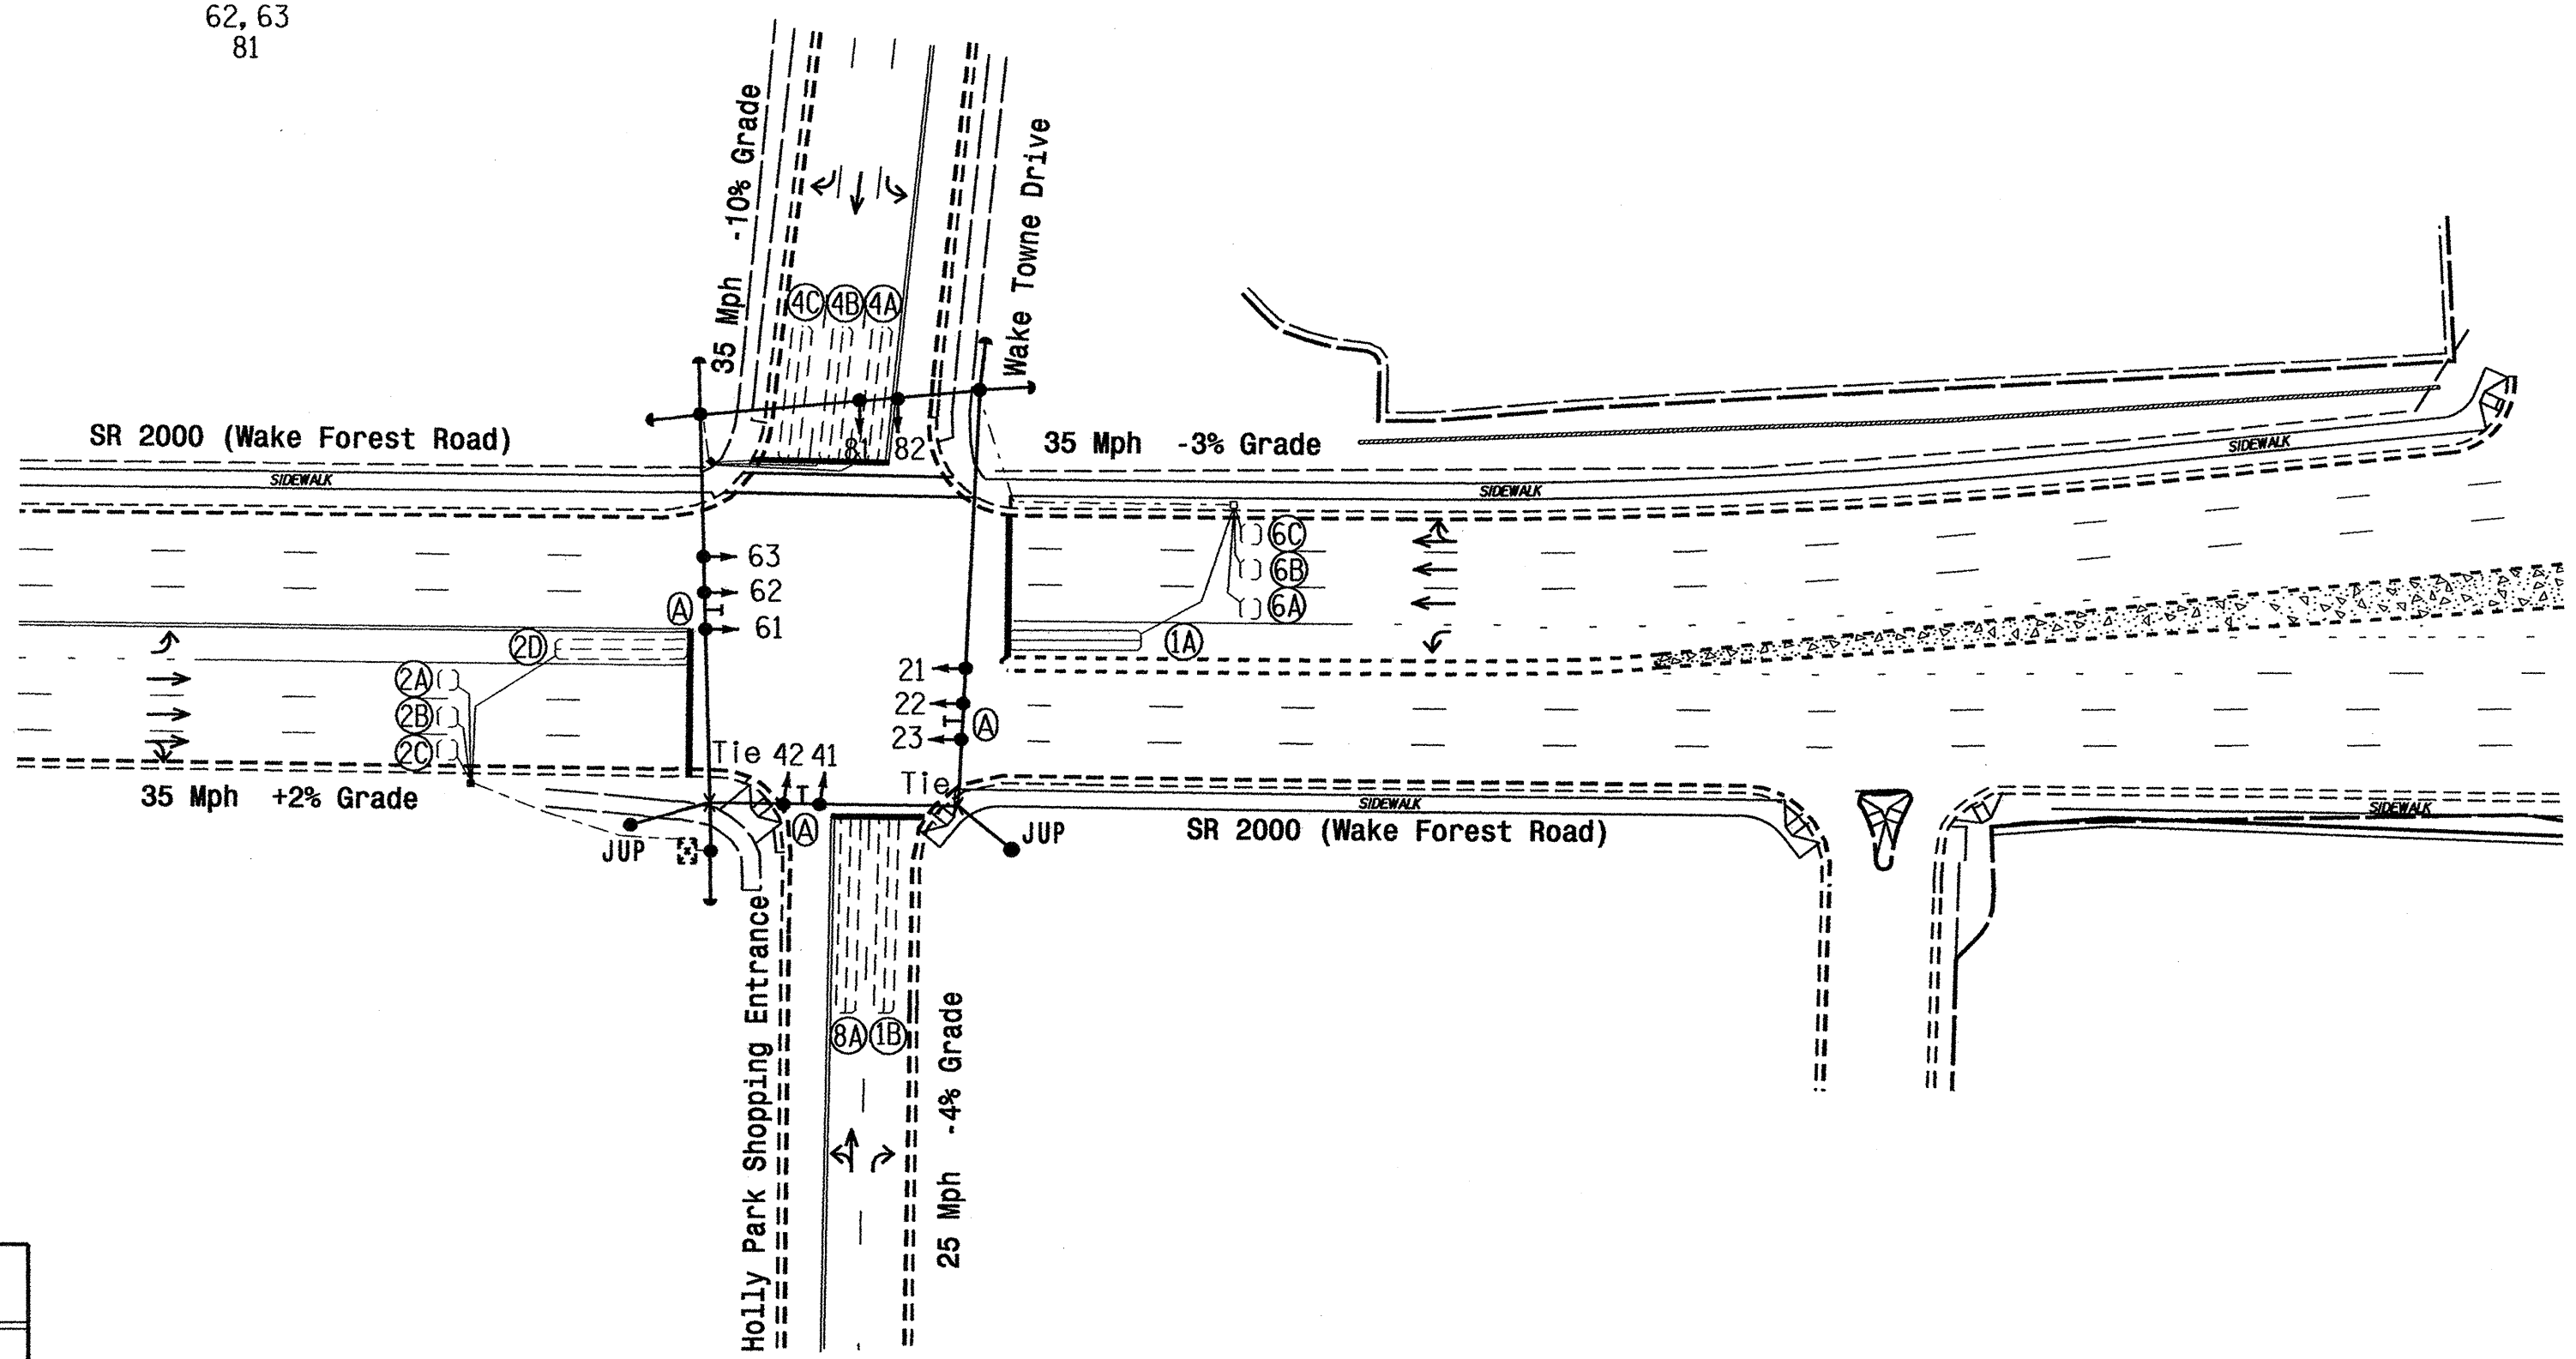 62, 63
81
35 Mph -10% Grade
Wake Towne Drive
4C 4B 4A
81 82
SR 2000 (Wake Forest Road)
35 Mph -3% Grade
SIDEWALK
SIDEWALK
SIDEWALK
63
62
A
61
6C
6B
6A
1A
2D
2A
2B
2C
21
22
A
23
Tie 42 41
Tie
A
35 Mph +2% Grade
JUP
JUP
SIDEWALK
SIDEWALK
SR 2000 (Wake Forest Road)
8A 1B
Holly Park Shopping Entrance
25 Mph -4% Grade